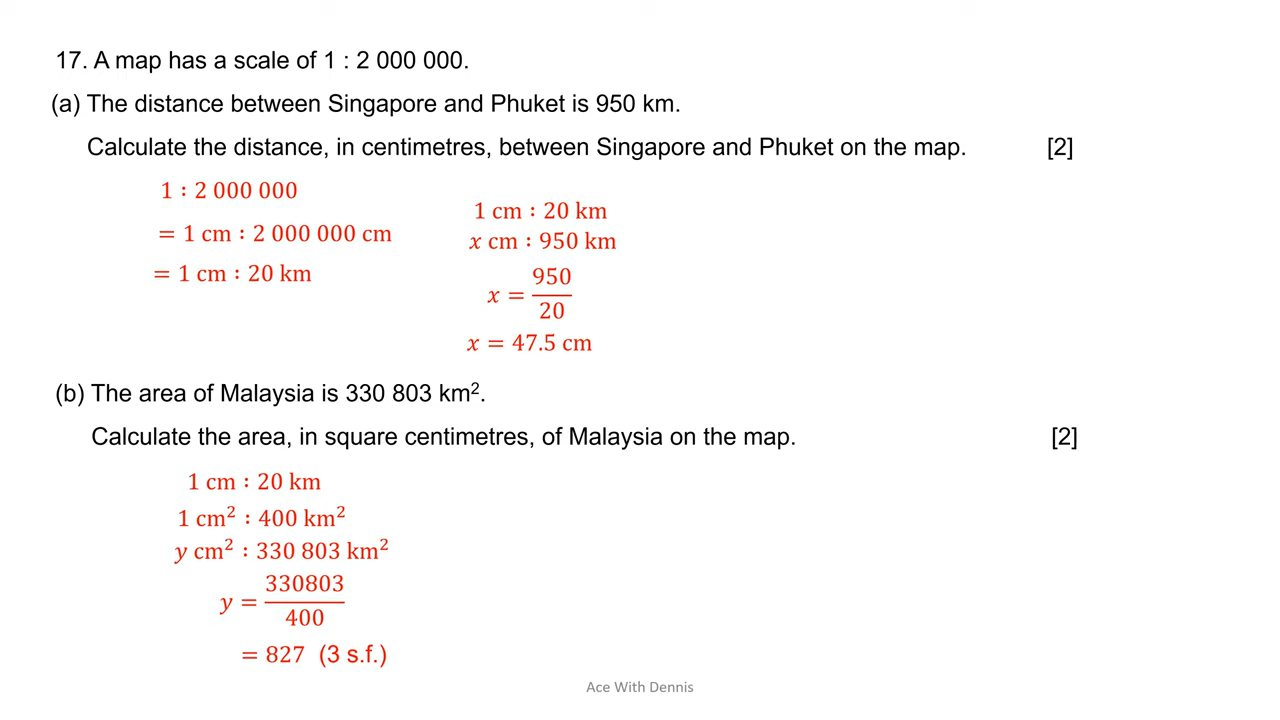 17. A map has a scale of 1 : 2 000 000.
(a) The distance between Singapore and Phuket is 950 km.
Calculate the distance, in centimetres, between Singapore and Phuket on the map. [2]
1 : 2 000 000
= 1 cm : 2 000 000 cm
= 1 cm : 20 km
1 cm : 20 km
x cm : 950 km
x = 950/20
x = 47.5 cm
(b) The area of Malaysia is 330 803 km².
Calculate the area, in square centimetres, of Malaysia on the map. [2]
1 cm : 20 km
1 cm² : 400 km²
y cm² : 330 803 km²
y = 330803/400
= 827 (3 s.f.)
Ace With Dennis